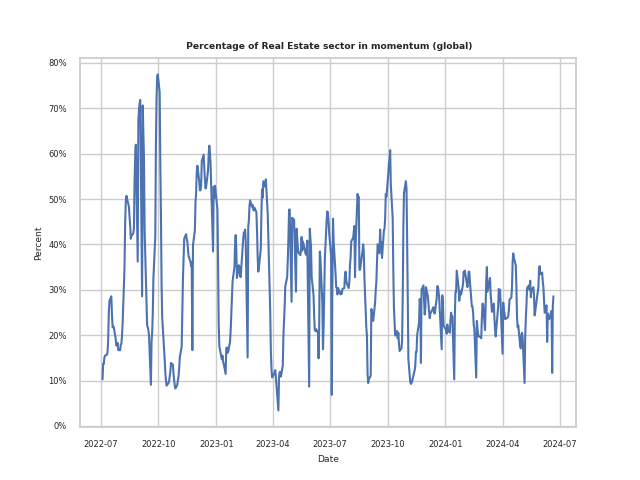 Percentage of Real Estate sector in momentum (global)
80%
70%
60%
50%
40%
30%
20%
10%
0%
Percent
2022-07 2022-10 2023-01 2023-04 2023-07 2023-10 2024-01 2024-04 2024-07
Date